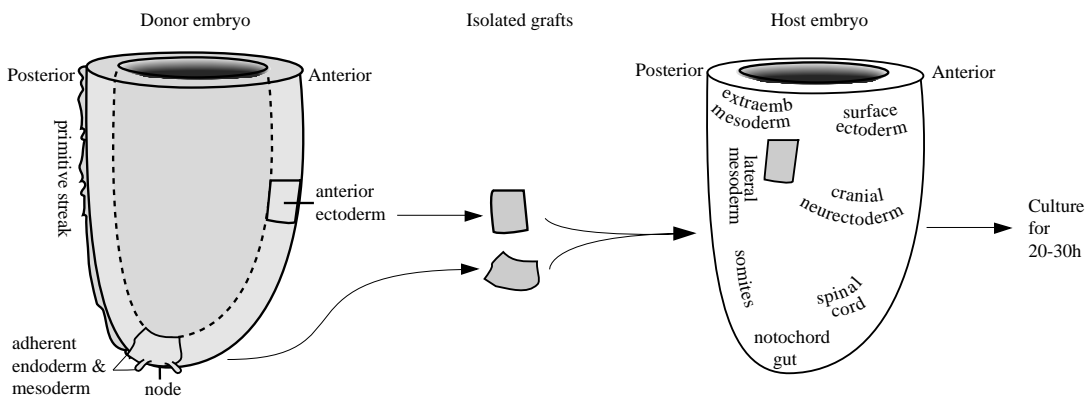 Donor embryo
Isolated grafts
Host embryo
Posterior
Anterior
primitive streak
anterior
ectoderm
adherent
endoderm &
mesoderm
node
Posterior
Anterior
extraemb
mesoderm
surface
ectoderm
lateral
mesoderm
cranial
neurectoderm
somites
spinal
cord
notochord
gut
Culture
for
20-30h